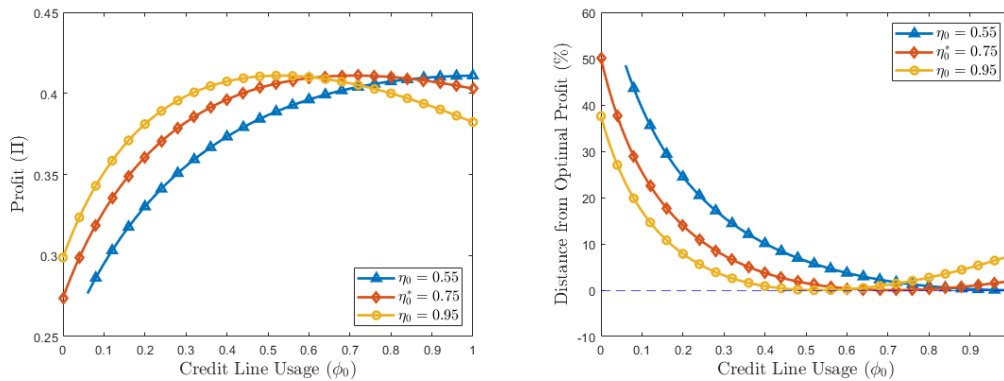 0.45
0.4
0.35
0.3
0.25
Profit (Π)
η₀ = 0.55
η₀* = 0.75
η₀ = 0.95
0 0.1 0.2 0.3 0.4 0.5 0.6 0.7 0.8 0.9 1
Credit Line Usage (ϕ₀)
60
50
40
30
20
10
0
-10
Distance from Optimal Profit (%)
η₀ = 0.55
η₀* = 0.75
η₀ = 0.95
0 0.1 0.2 0.3 0.4 0.5 0.6 0.7 0.8 0.9
Credit Line Usage (ϕ₀)